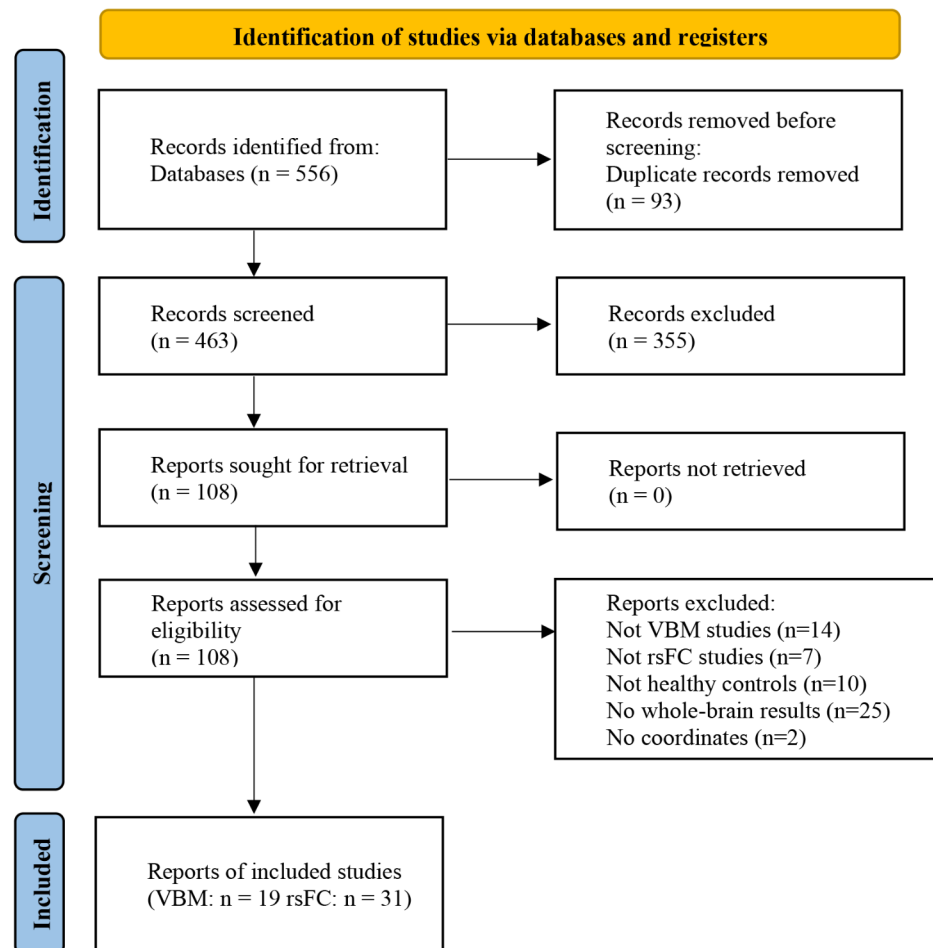 Identification of studies via databases and registers
Identification
Records identified from:
Databases (n = 556)
Records removed before
screening:
Duplicate records removed
(n = 93)
Screening
Records screened
(n = 463)
Records excluded
(n = 355)
Reports sought for retrieval
(n = 108)
Reports not retrieved
(n = 0)
Reports assessed for
eligibility
(n = 108)
Reports excluded:
Not VBM studies (n=14)
Not rsFC studies (n=7)
Not healthy controls (n=10)
No whole-brain results (n=25)
No coordinates (n=2)
Included
Reports of included studies
(VBM: n = 19 rsFC: n = 31)